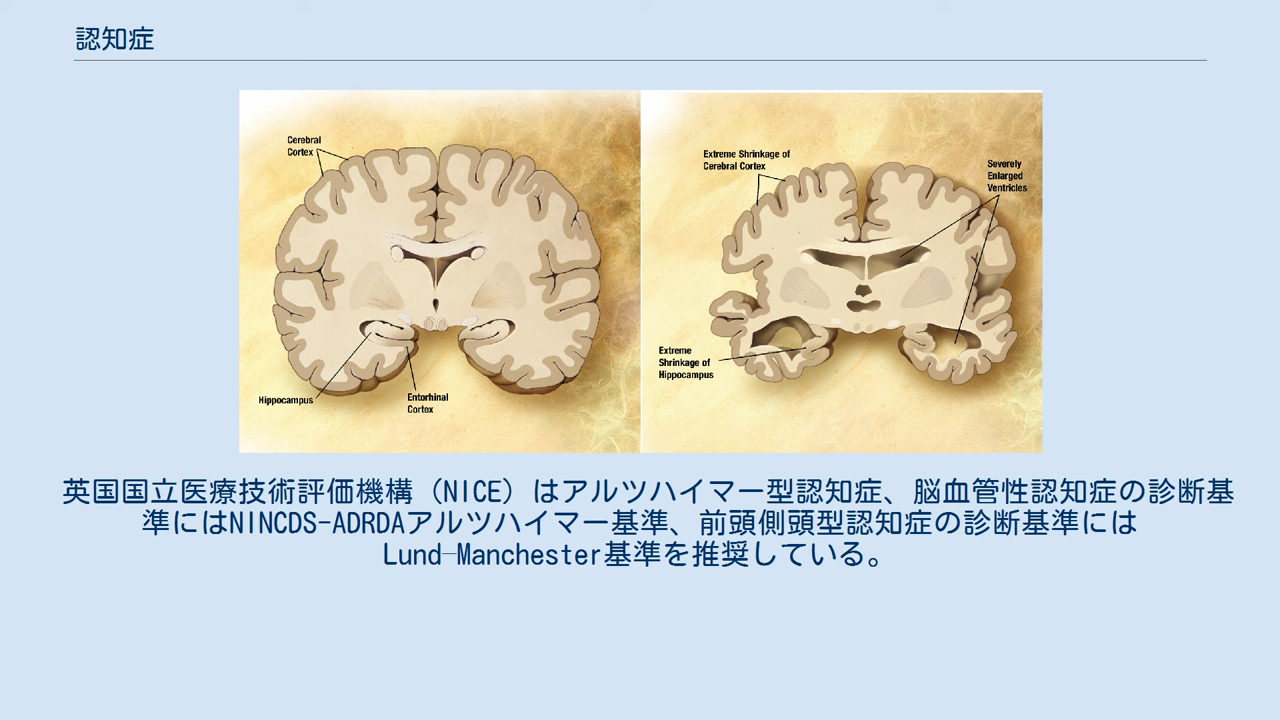 認知症
Cerebral
Cortex
Hippocampus
Entorhinal
Cortex
Extreme Shrinkage of
Cerebral Cortex
Severely
Enlarged
Ventricles
Extreme
Shrinkage of
Hippocampus
英国国立医療技術評価機構（NICE）はアルツハイマー型認知症、脳血管性認知症の診断基
準にはNINCDS-ADRDAアルツハイマー基準、前頭側頭型認知症の診断基準には
Lund–Manchester基準を推奨している。